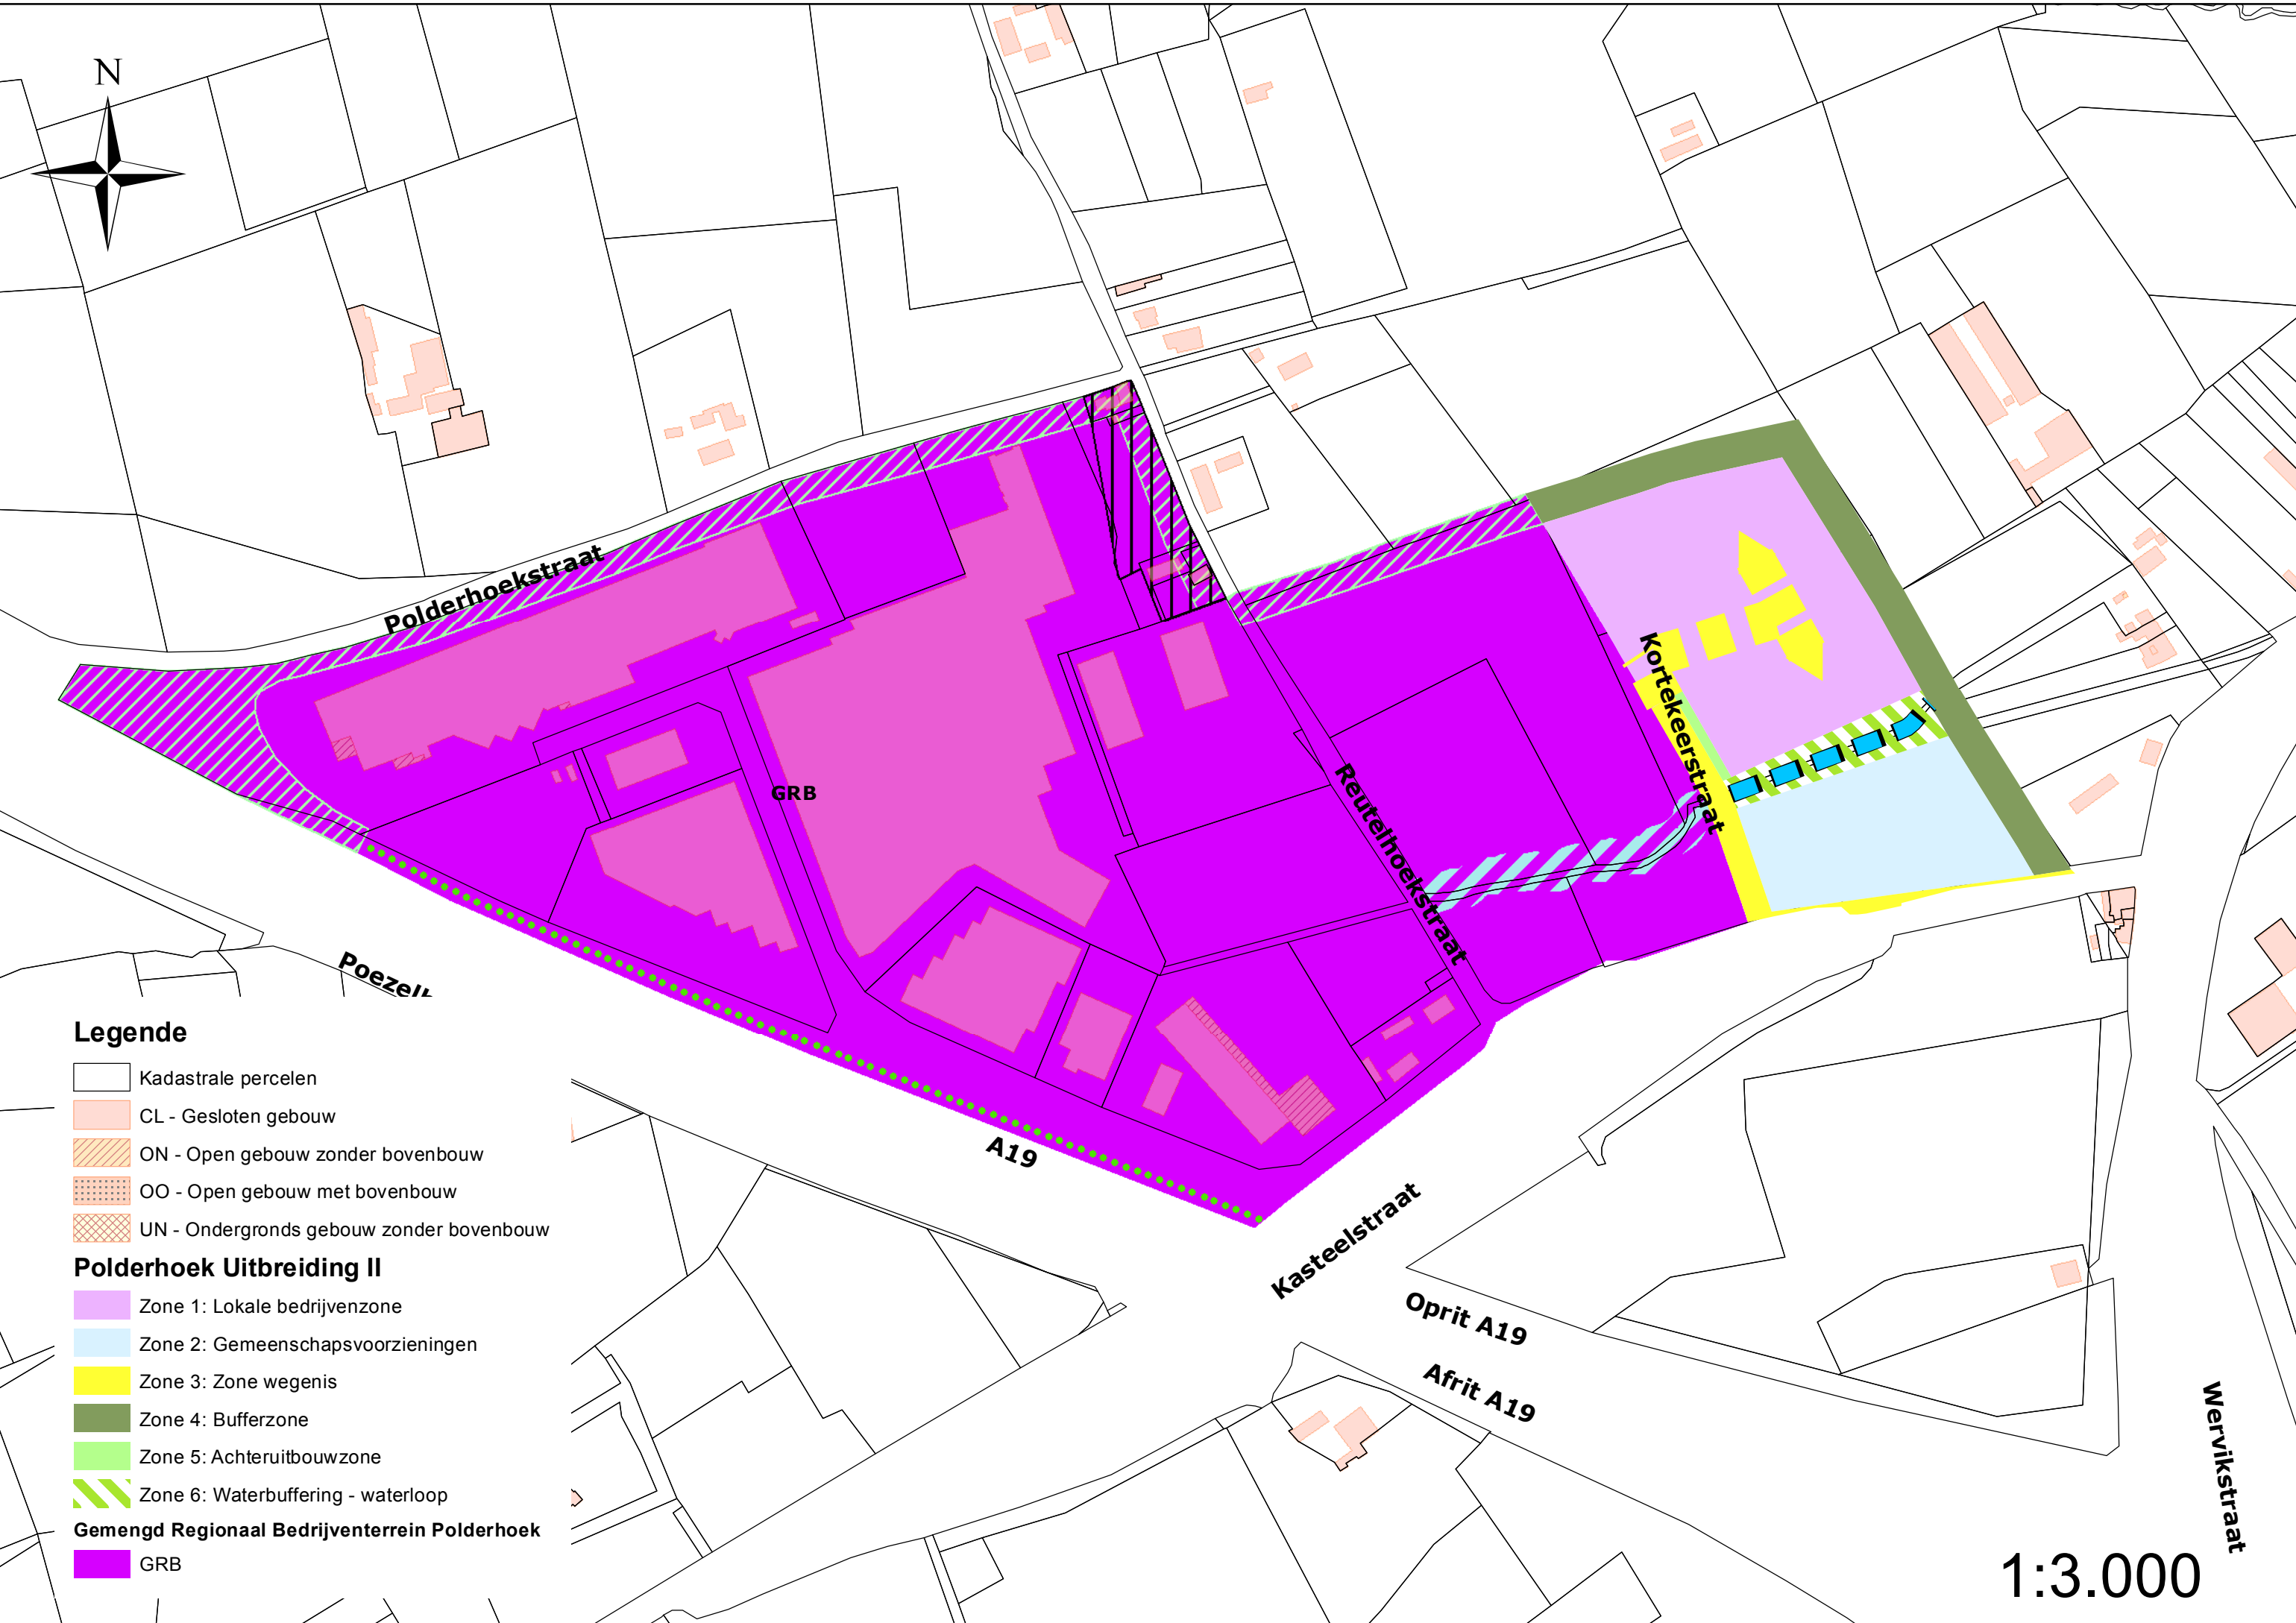 N
Polderhoekstraat
Kortekeerstraat
GRB
Reutelhoekstraat
Poezelh
A19
Kasteelstraat
Oprit A19
Afrit A19
Wervikstraat
Legende
Kadastrale percelen
CL - Gesloten gebouw
ON - Open gebouw zonder bovenbouw
OO - Open gebouw met bovenbouw
UN - Ondergronds gebouw zonder bovenbouw
Polderhoek Uitbreiding II
Zone 1: Lokale bedrijvenzone
Zone 2: Gemeenschapsvoorzieningen
Zone 3: Zone wegenis
Zone 4: Bufferzone
Zone 5: Achteruitbouwzone
Zone 6: Waterbuffering - waterloop
Gemengd Regionaal Bedrijventerrein Polderhoek
GRB
1:3.000